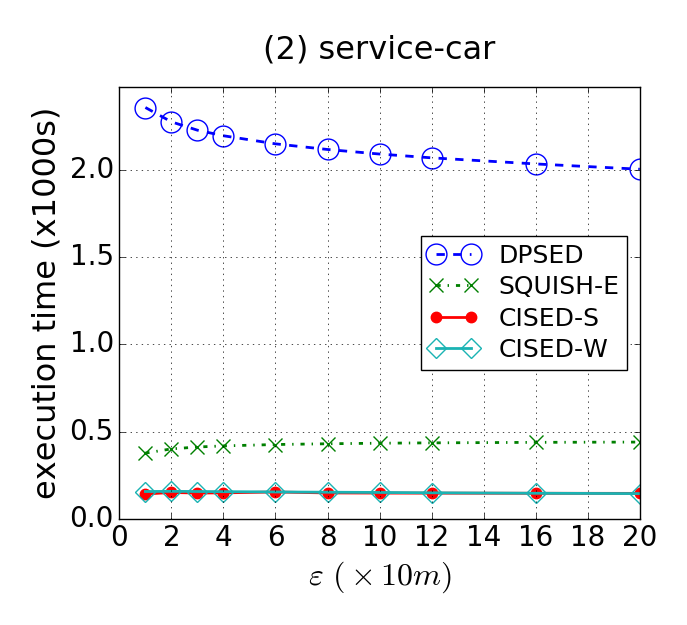 (2) service-car
execution time (x1000s)
2.0
1.5
1.0
0.5
0.0
DPSED
SQUISH-E
CISED-S
CISED-W
0 2 4 6 8 10 12 14 16 18 20
ε (×10m)